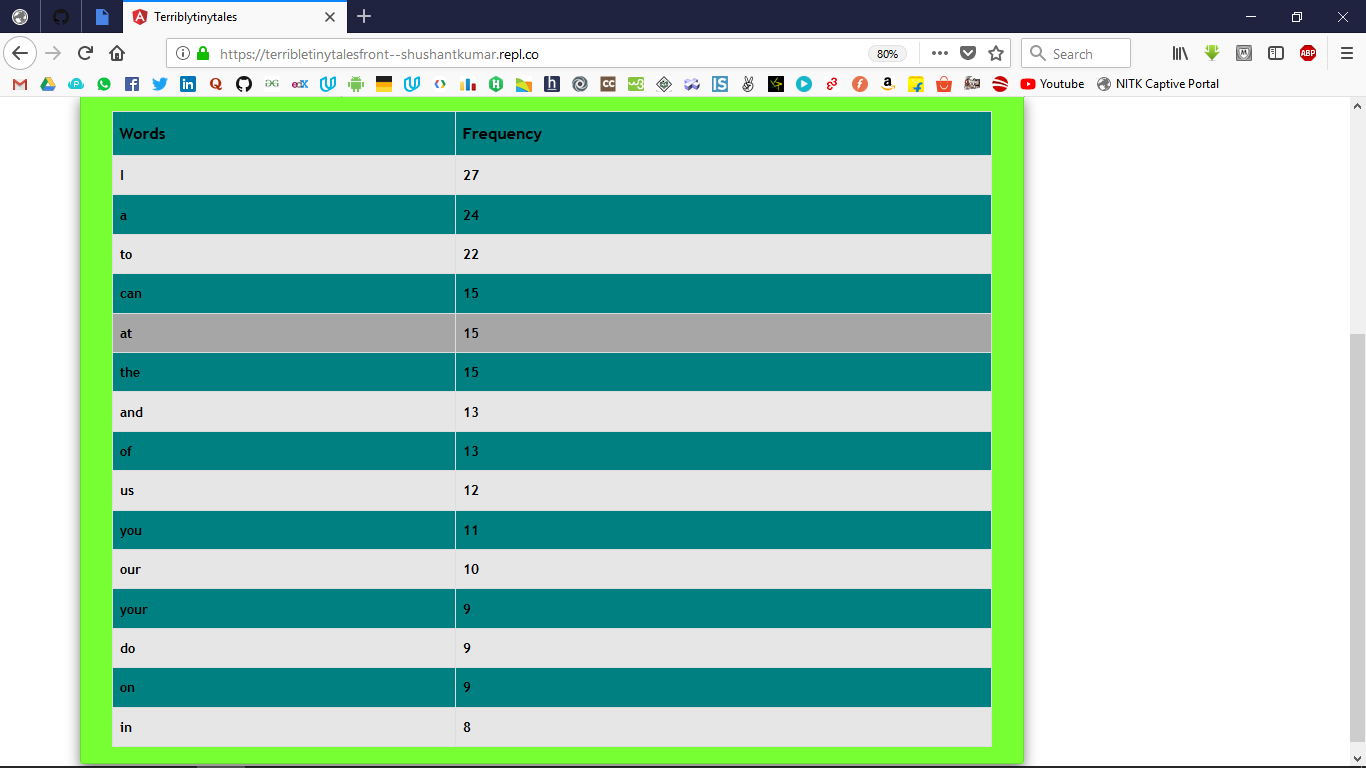 Terriblytinytales
https://terribletinytalesfront--shushantkumar.repl.co
80%
Search
Youtube
NITK Captive Portal
Words Frequency
I 27
a 24
to 22
can 15
at 15
the 15
and 13
of 13
us 12
you 11
our 10
your 9
do 9
on 9
in 8